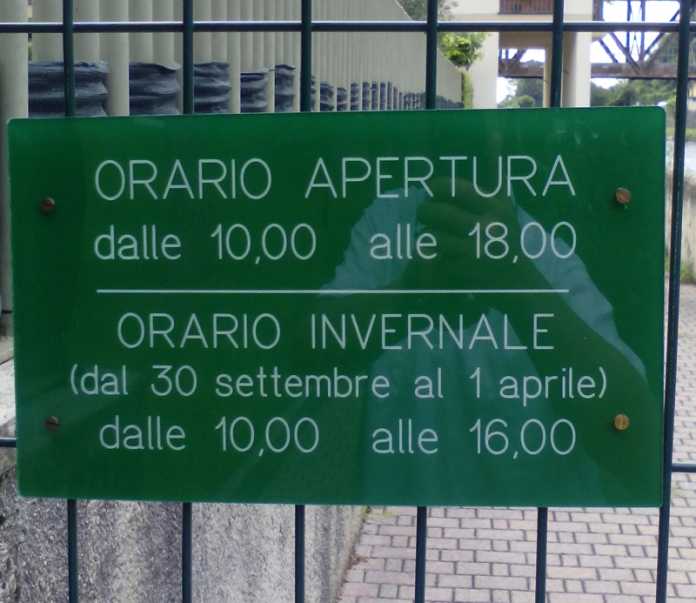 ORARIO APERTURA
dalle 10,00 alle 18,00
ORARIO INVERNALE
(dal 30 settembre al 1 aprile)
dalle 10,00 alle 16,00